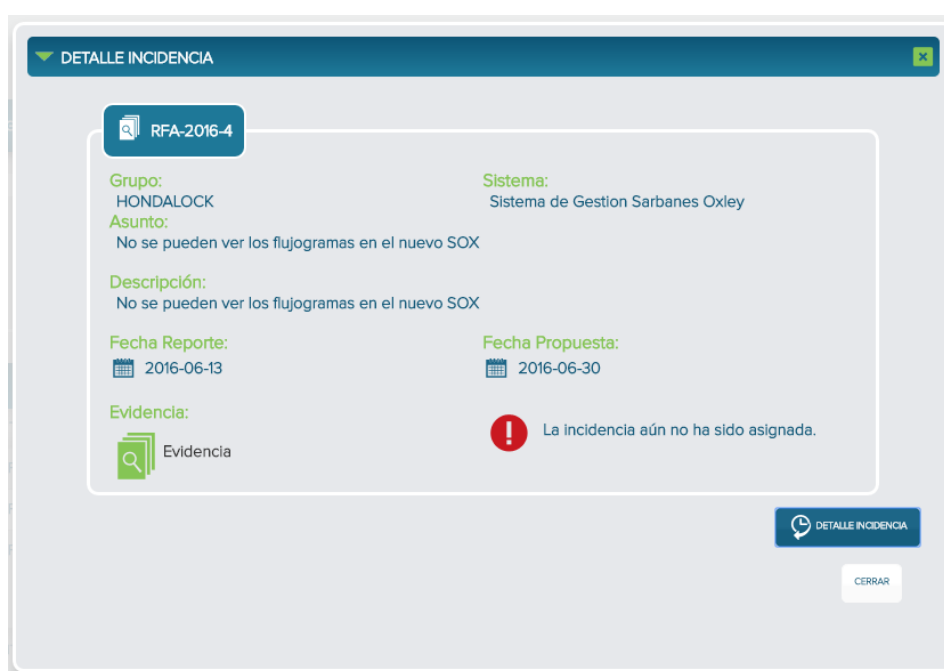 DETALLE INCIDENCIA
RFA-2016-4
Grupo:
HONDALOCK
Sistema:
Sistema de Gestion Sarbanes Oxley
Asunto:
No se pueden ver los flujogramas en el nuevo SOX
Descripción:
No se pueden ver los flujogramas en el nuevo SOX
Fecha Reporte:
2016-06-13
Fecha Propuesta:
2016-06-30
Evidencia:
Evidencia
La incidencia aún no ha sido asignada.
DETALLE INCIDENCIA
CERRAR